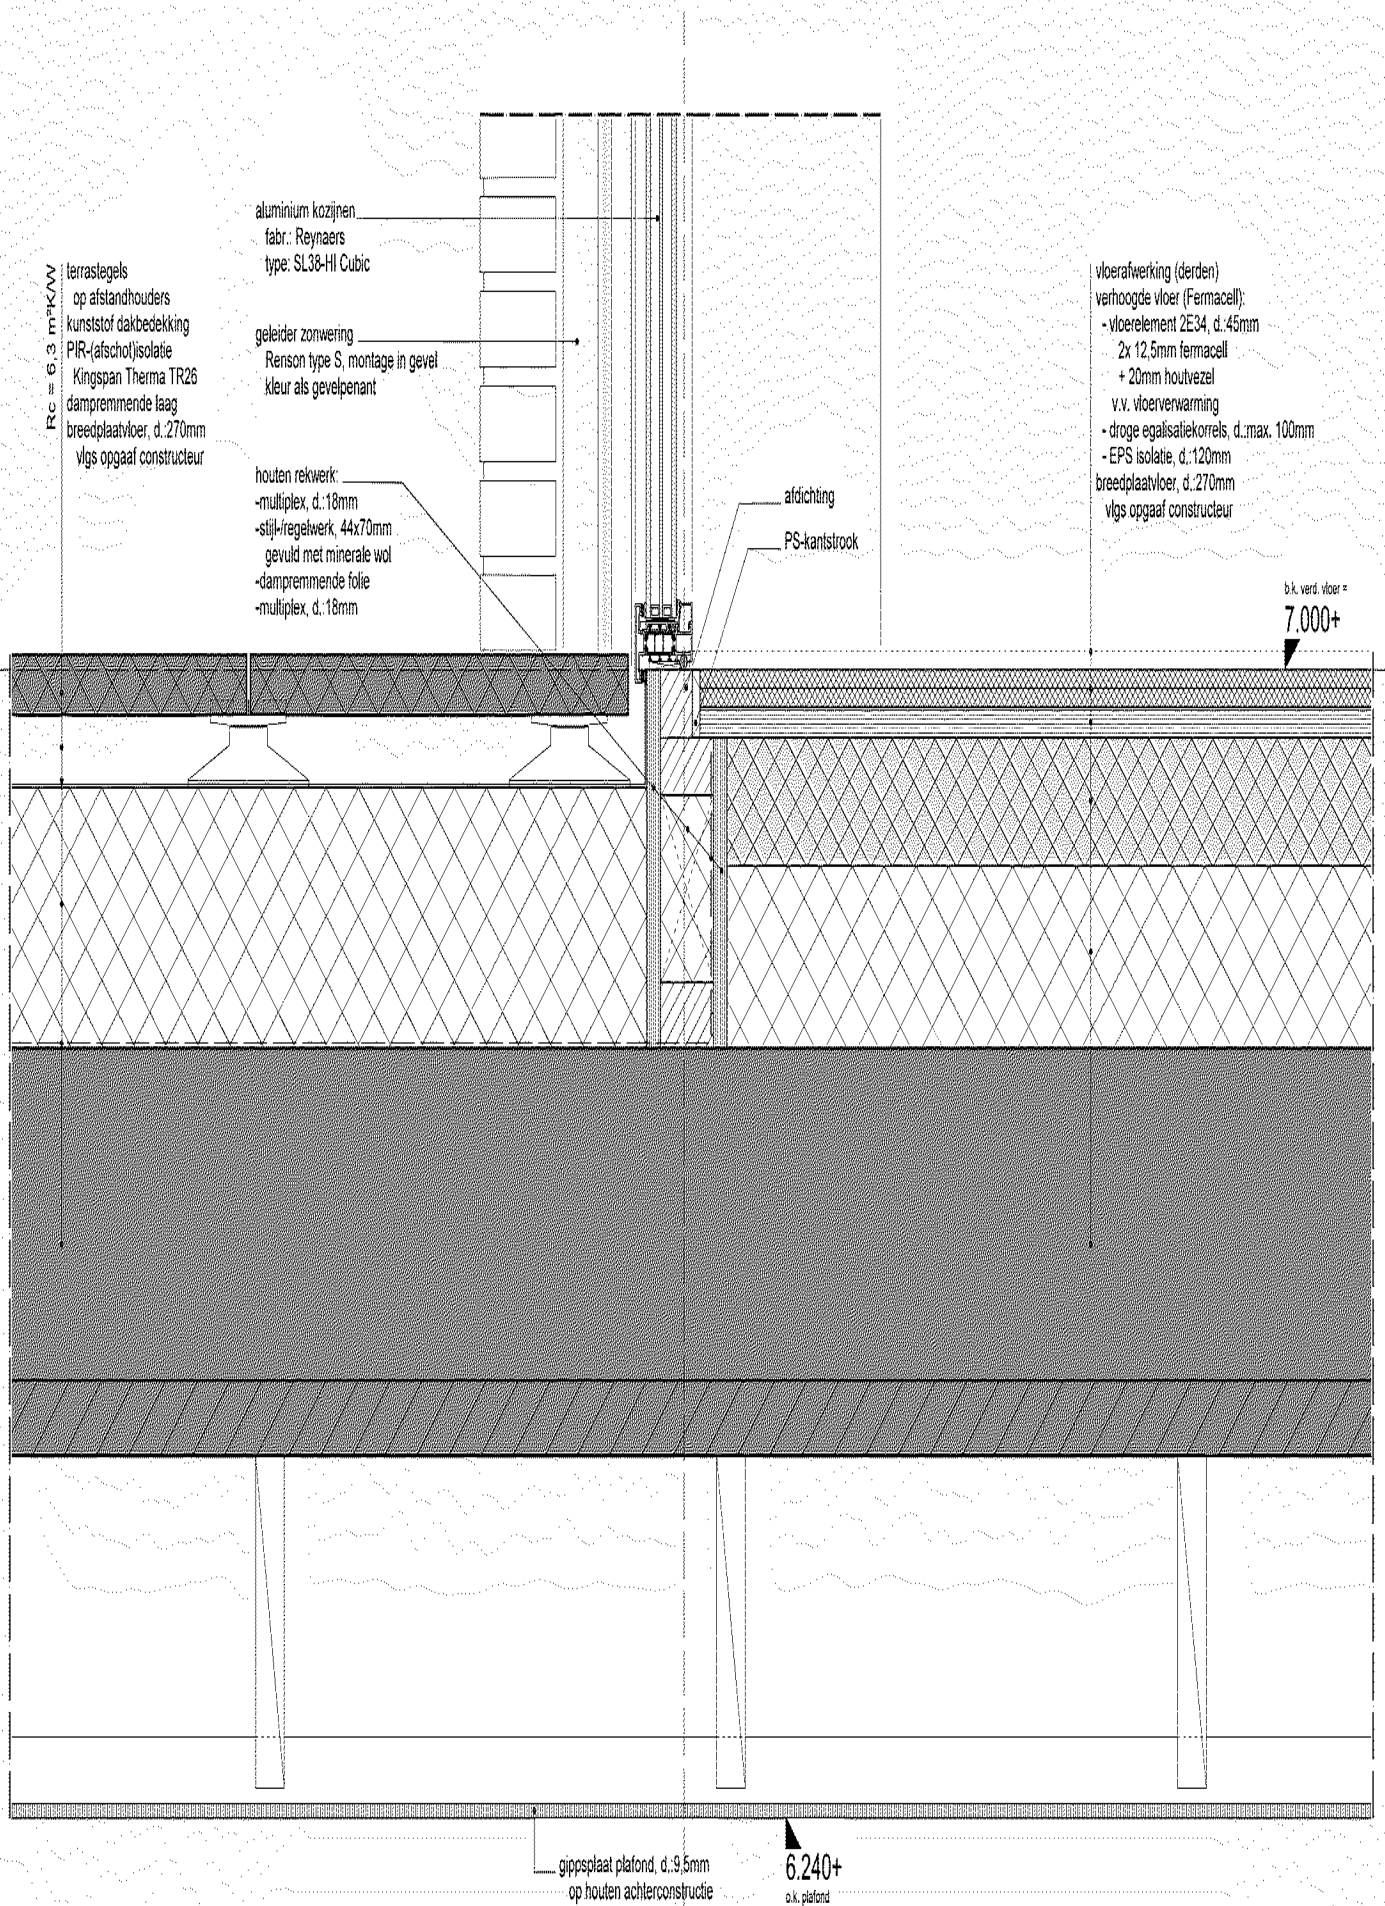 aluminium kozijnen
fabr.: Reynaers
type: SL38-HI Cubic
Rc = 6,3 m²K/W
terrastegels
op afstandhouders
kunststof dakbedekking
PIR-(afschot)isolatie
Kingspan Therma TR26
dampremmende laag
breedplaatvloer, d.:270mm
vlgs opgaaf constructeur
geleider zonwering
Renson type S, montage in gevel
kleur als gevelpenant
houten rekwerk:
-multiplex, d.:18mm
-stijl-/regelwerk, 44x70mm
gevuld met minerale wol
-dampremmende folie
-multiplex, d.:18mm
afdichting
PS-kantstrook
vloerafwerking (derden)
verhoogde vloer (Fermacell):
- vloerelement 2E34, d.:45mm
2x 12,5mm fermacell
+ 20mm houtvezel
v.v. vloerverwarming
- droge egalisatiekorrels, d.:max. 100mm
- EPS isolatie, d.:120mm
breedplaatvloer, d.:270mm
vlgs opgaaf constructeur
b.k. verd. vloer =
7.000+
gippsplaat plafond, d.:9,5mm
op houten achterconstructie
6.240+
o.k. plafond